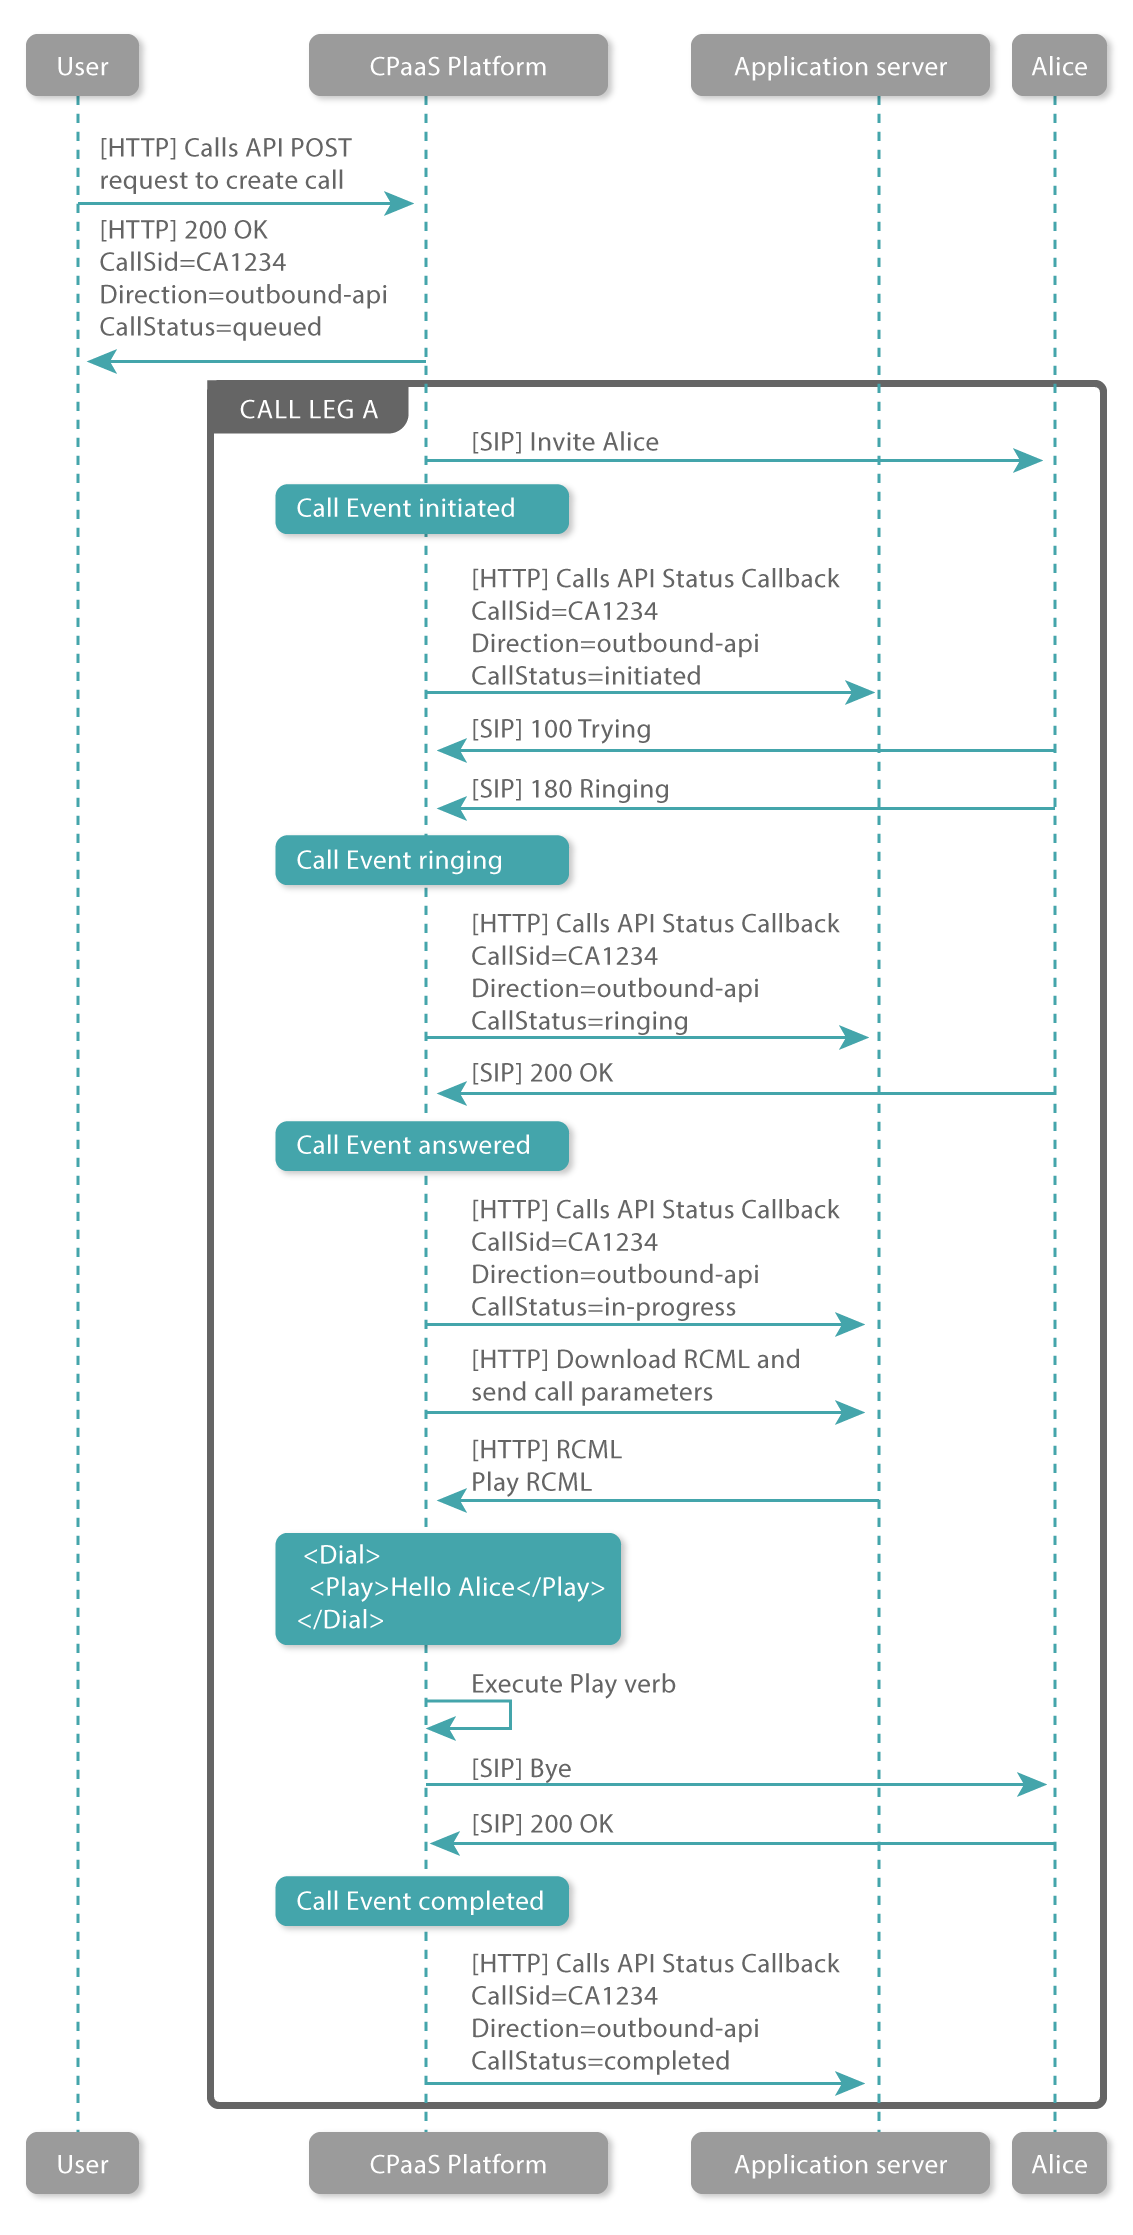 User
CPaaS Platform
Application server
Alice
[HTTP] Calls API POST
request to create call
[HTTP] 200 OK
CallSid=CA1234
Direction=outbound-api
CallStatus=queued
CALL LEG A
[SIP] Invite Alice
Call Event initiated
[HTTP] Calls API Status Callback
CallSid=CA1234
Direction=outbound-api
CallStatus=initiated
[SIP] 100 Trying
[SIP] 180 Ringing
Call Event ringing
[HTTP] Calls API Status Callback
CallSid=CA1234
Direction=outbound-api
CallStatus=ringing
[SIP] 200 OK
Call Event answered
[HTTP] Calls API Status Callback
CallSid=CA1234
Direction=outbound-api
CallStatus=in-progress
[HTTP] Download RCML and
send call parameters
[HTTP] RCML
Play RCML
<Dial>
<Play>Hello Alice</Play>
</Dial>
Execute Play verb
[SIP] Bye
[SIP] 200 OK
Call Event completed
[HTTP] Calls API Status Callback
CallSid=CA1234
Direction=outbound-api
CallStatus=completed
User
CPaaS Platform
Application server
Alice